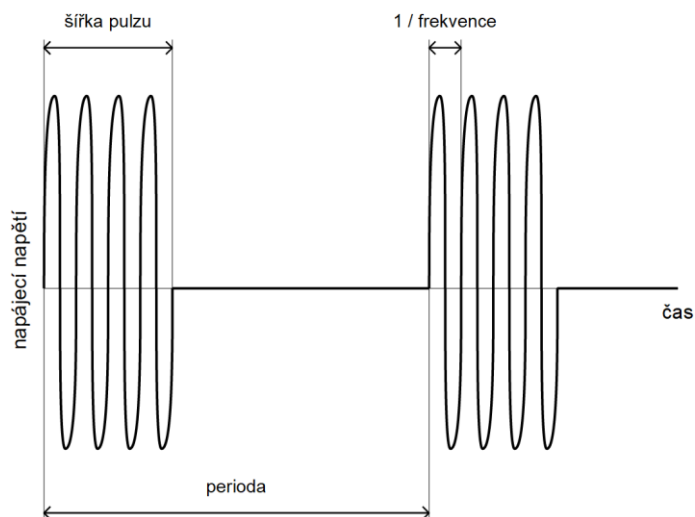 šířka pulzu
1 / frekvence
napájecí napětí
čas
perioda